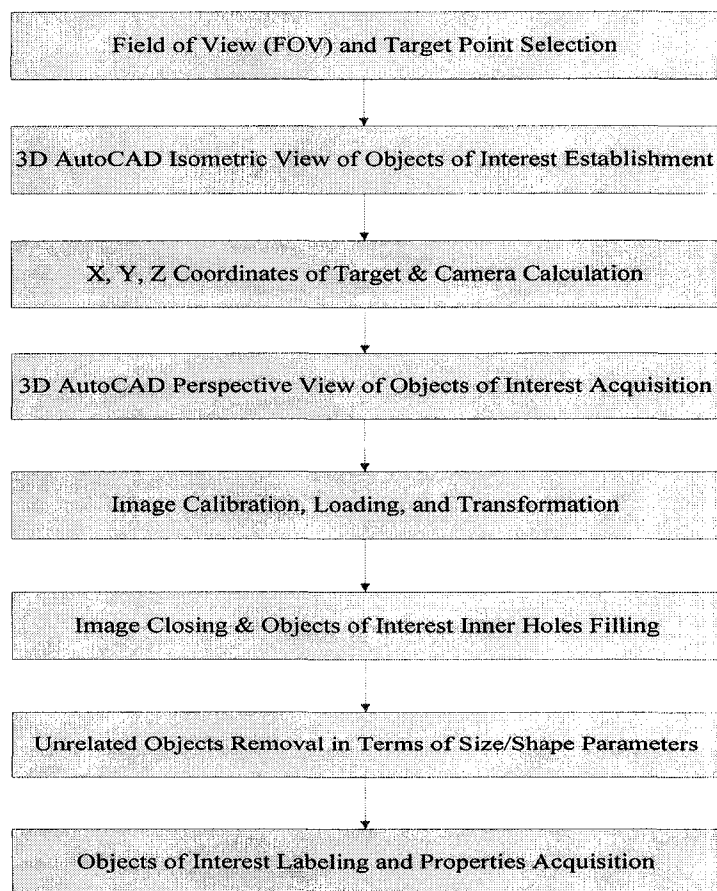 Field of View (FOV) and Target Point Selection
3D AutoCAD Isometric View of Objects of Interest Establishment
X, Y, Z Coordinates of Target & Camera Calculation
3D AutoCAD Perspective View of Objects of Interest Acquisition
Image Calibration, Loading, and Transformation
Image Closing & Objects of Interest Inner Holes Filling
Unrelated Objects Removal in Terms of Size/Shape Parameters
Objects of Interest Labeling and Properties Acquisition